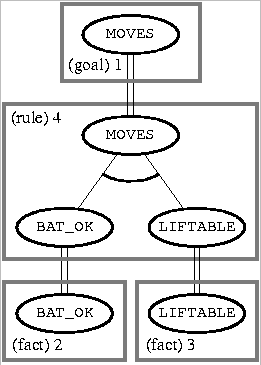 MOVES
(goal) 1
(rule) 4
MOVES
BAT_OK LIFTABLE
BAT_OK LIFTABLE
(fact) 2 (fact) 3